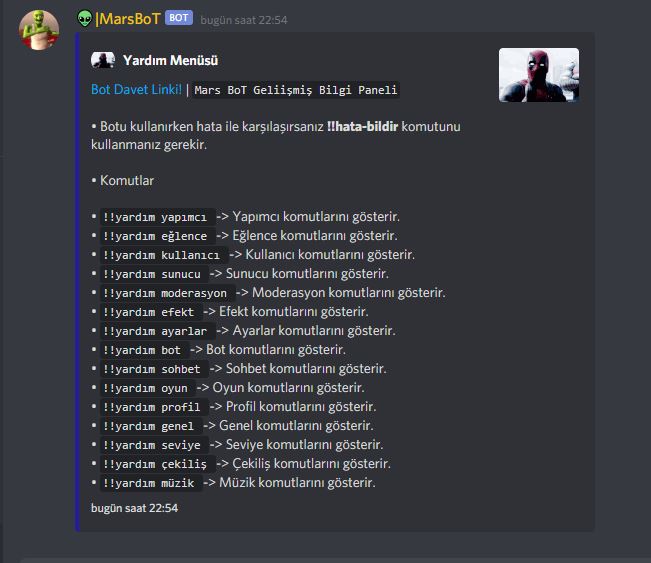 👽|MarsBoT BOT bugün saat 22:54
Yardım Menüsü
Bot Davet Linki! | Mars BoT Geliişmiş Bilgi Paneli
• Botu kullanırken hata ile karşılaşırsanız !!hata-bildir komutunu
kullanmanız gerekir.
• Komutlar
• !!yardım yapımcı -> Yapımcı komutlarını gösterir.
• !!yardım eğlence -> Eğlence komutlarını gösterir.
• !!yardım kullanıcı -> Kullanıcı komutlarını gösterir.
• !!yardım sunucu -> Sunucu komutlarını gösterir.
• !!yardım moderasyon -> Moderasyon komutlarını gösterir.
• !!yardım efekt -> Efekt komutlarını gösterir.
• !!yardım ayarlar -> Ayarlar komutlarını gösterir.
• !!yardım bot -> Bot komutlarını gösterir.
• !!yardım sohbet -> Sohbet komutlarını gösterir.
• !!yardım oyun -> Oyun komutlarını gösterir.
• !!yardım profil -> Profil komutlarını gösterir.
• !!yardım genel -> Genel komutlarını gösterir.
• !!yardım seviye -> Seviye komutlarını gösterir.
• !!yardım çekiliş -> Çekiliş komutlarını gösterir.
• !!yardım müzik -> Müzik komutlarını gösterir.
bugün saat 22:54